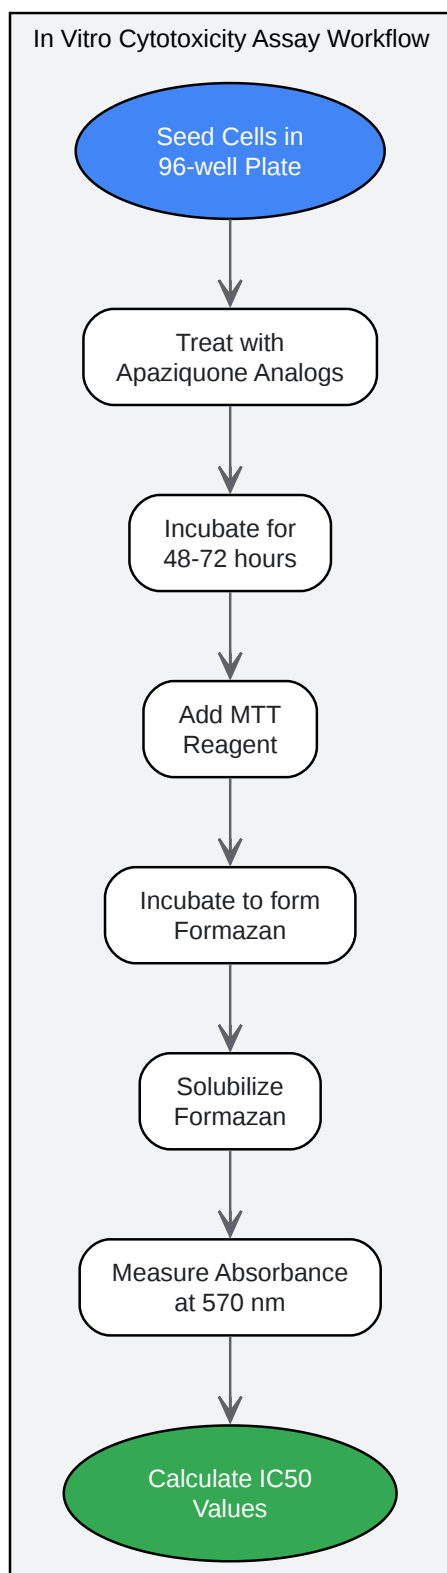 In Vitro Cytotoxicity Assay Workflow
Seed Cells in
96-well Plate
Treat with
Apaziquone Analogs
Incubate for
48-72 hours
Add MTT
Reagent
Incubate to form
Formazan
Solubilize
Formazan
Measure Absorbance
at 570 nm
Calculate IC50
Values